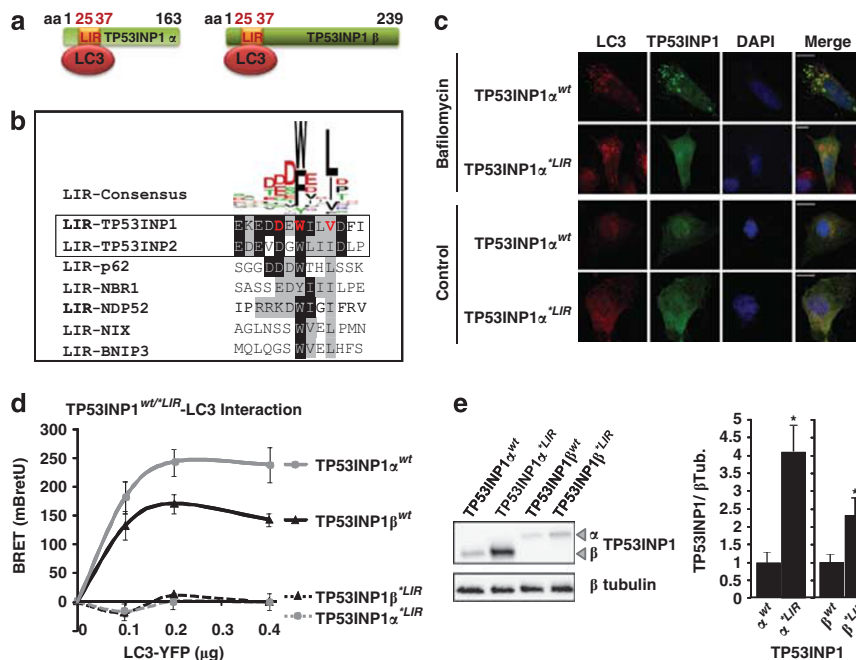 a
aa 1 25 37 163
LIR TP53INP1 α
LC3
aa 1 25 37 239
LIR TP53INP1 β
LC3
b
LIR-Consensus
LIR-TP53INP1 EKEDDEWILVDFI
LIR-TP53INP2 EDEVDGWLIIDLP
LIR-p62 SGGDDDWTHLSSK
LIR-NBR1 SASSEDYIIILPE
LIR-NDP52 IPRRKDWIGIFRV
LIR-NIX AGLNSSWVELPMN
LIR-BNIP3 MQLQGSWVELHFS
c
LC3 TP53INP1 DAPI Merge
Bafilomycin
TP53INP1α wt
TP53INP1α *LIR
Control
TP53INP1α wt
TP53INP1α *LIR
d
TP53INP1 wt/*LIR-LC3 Interaction
BRET (mBretU)
300
250
200
150
100
50
0
0 0.1 0.2 0.4
LC3-YFP (μg)
TP53INP1α wt
TP53INP1β wt
TP53INP1β *LIR
TP53INP1α *LIR
e
TP53INP1α wt
TP53INP1α *LIR
TP53INP1β wt
TP53INP1β *LIR
α
β
TP53INP1
β tubulin
TP53INP1/ βTub.
5
4.5
4
3.5
3
2.5
2
1.5
1
0.5
0
* *
α wt α *LIR β wt β *LIR
TP53INP1